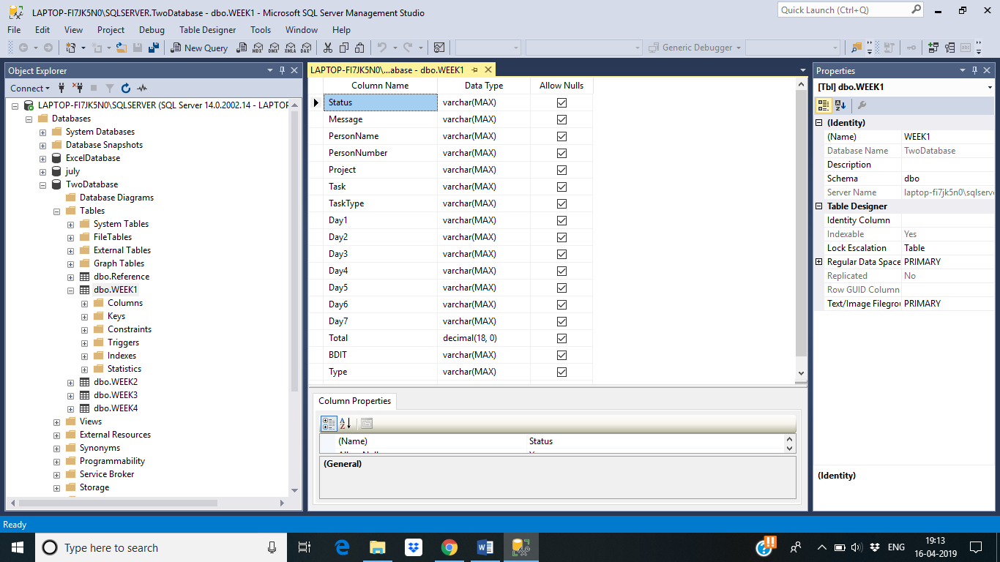 LAPTOP-FI7JK5N0\SQLSERVER.TwoDatabase - dbo.WEEK1 - Microsoft SQL Server Management Studio
Quick Launch (Ctrl+Q)
File Edit View Project Debug Table Designer Tools Window Help
New Query MDX DMX XMLA DAX Generic Debugger
Object Explorer
Connect
LAPTOP-FI7JK5N0\SQLSERVER (SQL Server 14.0.2002.14 - LAPTOP
Databases
System Databases
Database Snapshots
ExcelDatabase
july
TwoDatabase
Database Diagrams
Tables
System Tables
FileTables
External Tables
Graph Tables
dbo.Reference
dbo.WEEK1
Columns
Keys
Constraints
Triggers
Indexes
Statistics
dbo.WEEK2
dbo.WEEK3
dbo.WEEK4
Views
External Resources
Synonyms
Programmability
Service Broker
Storage
LAPTOP-FI7JK5N0\...abase - dbo.WEEK1
Column Name Data Type Allow Nulls
Status varchar(MAX)
Message varchar(MAX)
PersonName varchar(MAX)
PersonNumber varchar(MAX)
Project varchar(MAX)
Task varchar(MAX)
TaskType varchar(MAX)
Day1 varchar(MAX)
Day2 varchar(MAX)
Day3 varchar(MAX)
Day4 varchar(MAX)
Day5 varchar(MAX)
Day6 varchar(MAX)
Day7 varchar(MAX)
Total decimal(18, 0)
BDIT varchar(MAX)
Type varchar(MAX)
Column Properties
(Name) Status
(General)
Properties
[Tbl] dbo.WEEK1
(Identity)
(Name) WEEK1
Database Name TwoDatabase
Description
Schema dbo
Server Name laptop-fi7jk5n0\sqlserve
Table Designer
Identity Column
Indexable Yes
Lock Escalation Table
Regular Data Space PRIMARY
Replicated No
Row GUID Column
Text/Image Filegrou PRIMARY
(Identity)
Ready
Type here to search
ENG
19:13
16-04-2019